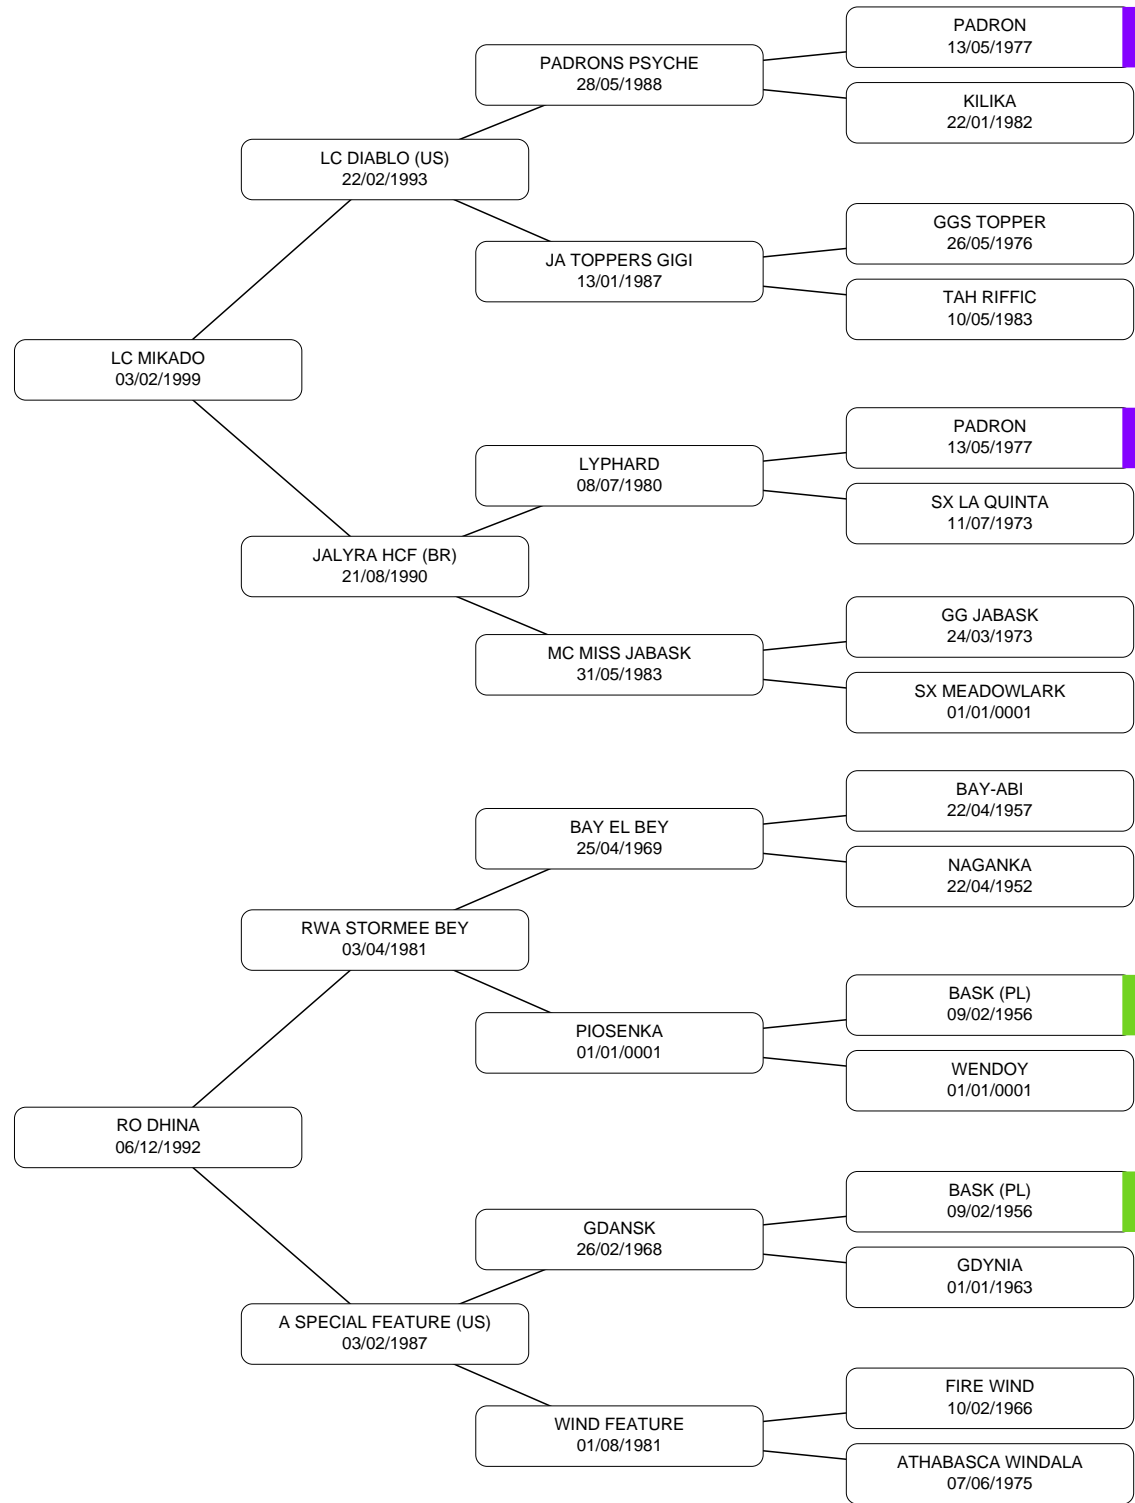 PADRON
13/05/1977
PADRONS PSYCHE
28/05/1988
KILIKA
22/01/1982
LC DIABLO (US)
22/02/1993
GGS TOPPER
26/05/1976
JA TOPPERS GIGI
13/01/1987
TAH RIFFIC
10/05/1983
LC MIKADO
03/02/1999
PADRON
13/05/1977
LYPHARD
08/07/1980
SX LA QUINTA
11/07/1973
JALYRA HCF (BR)
21/08/1990
GG JABASK
24/03/1973
MC MISS JABASK
31/05/1983
SX MEADOWLARK
01/01/0001
BAY-ABI
22/04/1957
BAY EL BEY
25/04/1969
NAGANKA
22/04/1952
RWA STORMEE BEY
03/04/1981
BASK (PL)
09/02/1956
PIOSENKA
01/01/0001
WENDOY
01/01/0001
RO DHINA
06/12/1992
BASK (PL)
09/02/1956
GDANSK
26/02/1968
GDYNIA
01/01/1963
A SPECIAL FEATURE (US)
03/02/1987
FIRE WIND
10/02/1966
WIND FEATURE
01/08/1981
ATHABASCA WINDALA
07/06/1975